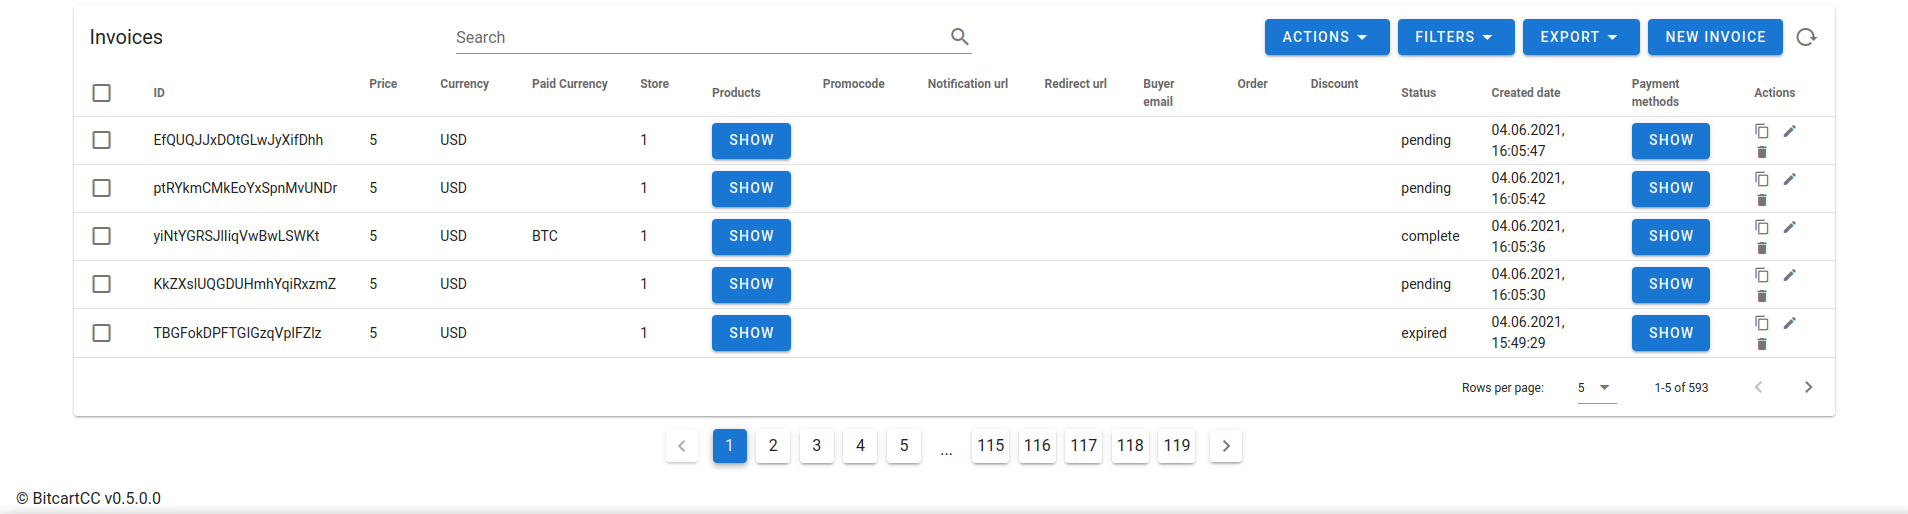 Invoices Search ACTIONS FILTERS EXPORT NEW INVOICE
ID Price Currency Paid Currency Store Products Promocode Notification url Redirect url Buyer email Order Discount Status Created date Payment methods Actions
EfQUQJJxDOtGLwJyXifDhh 5 USD 1 SHOW pending 04.06.2021, 16:05:47 SHOW
ptRYkmCMkEoYxSpnMvUNDr 5 USD 1 SHOW pending 04.06.2021, 16:05:42 SHOW
5 USD BTC 1 SHOW complete 04.06.2021, 16:05:36 SHOW
5 USD 1 SHOW pending 04.06.2021, 16:05:30 SHOW
5 USD 1 SHOW expired 04.06.2021, 15:49:29 SHOW
Rows per page: 5 1-5 of 593
1 2 3 4 5 ... 115 116 117 118 119
© BitcartCC v0.5.0.0